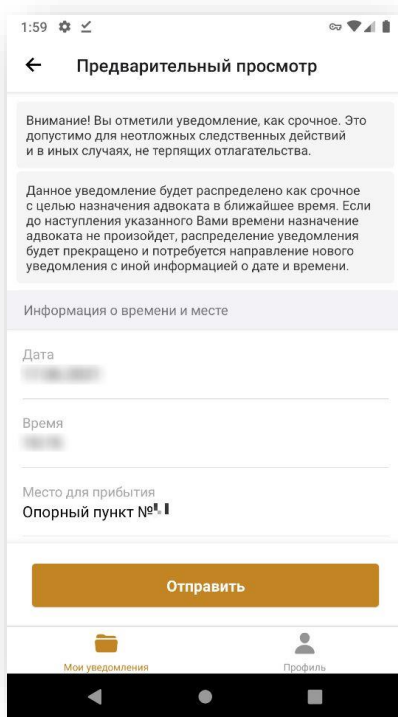 1:59
Предварительный просмотр
Внимание! Вы отметили уведомление, как срочное. Это
допустимо для неотложных следственных действий
и в иных случаях, не терпящих отлагательства.
Данное уведомление будет распределено как срочное
с целью назначения адвоката в ближайшее время. Если
до наступления указанного Вами времени назначение
адвоката не произойдет, распределение уведомления
будет прекращено и потребуется направление нового
уведомления с иной информацией о дате и времени.
Информация о времени и месте
Дата
Время
Место для прибытия
Опорный пункт №
Отправить
Мои уведомления
Профиль